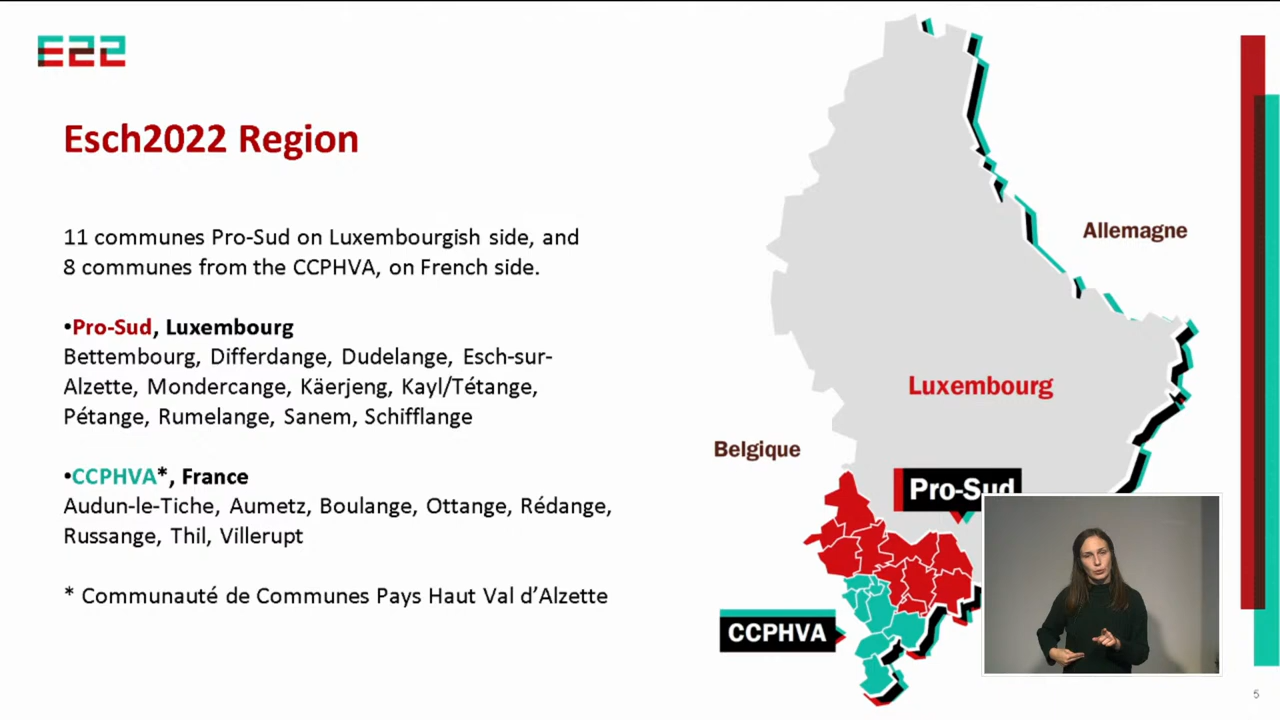 E22
Esch2022 Region
11 communes Pro-Sud on Luxembourgish side, and
8 communes from the CCPHVA, on French side.
•Pro-Sud, Luxembourg
Bettembourg, Differdange, Dudelange, Esch-sur-
Alzette, Mondercange, Käerjeng, Kayl/Tétange,
Pétange, Rumelange, Sanem, Schifflange
•CCPHVA*, France
Audun-le-Tiche, Aumetz, Boulange, Ottange, Rédange,
Russange, Thil, Villerupt
* Communauté de Communes Pays Haut Val d’Alzette
Allemagne
Luxembourg
Belgique
Pro-Sud
CCPHVA
5